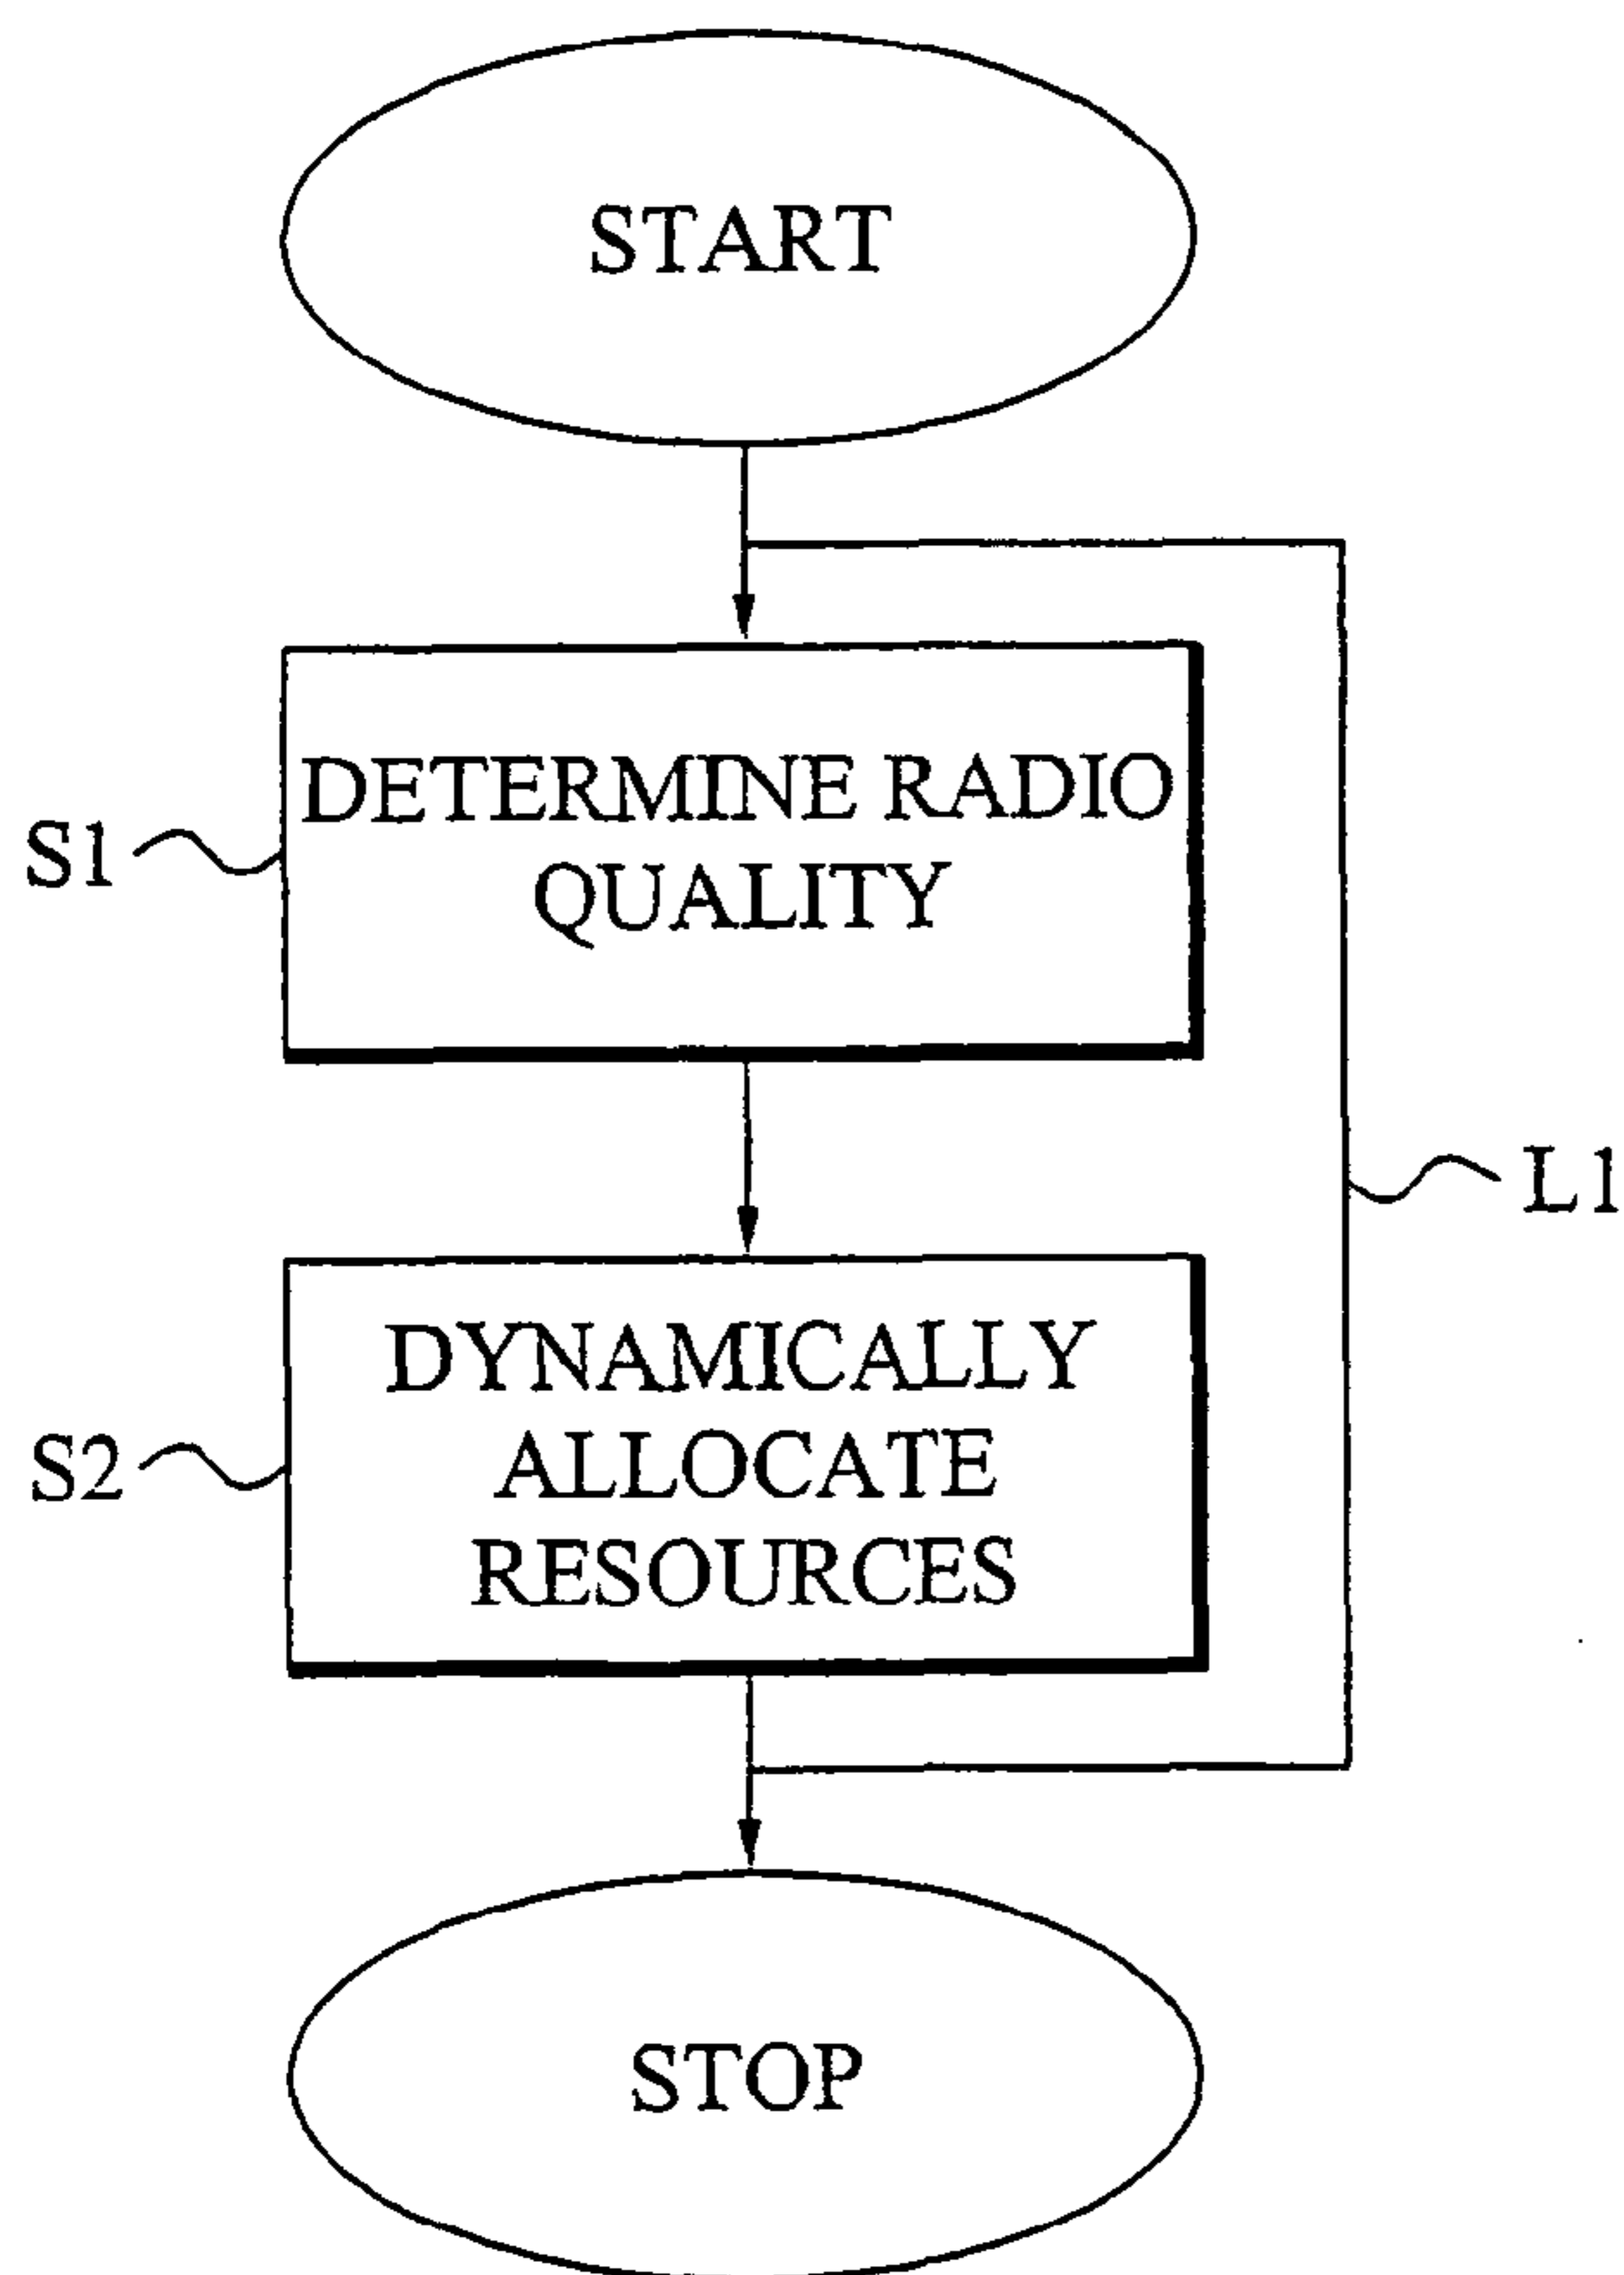 START
DETERMINE RADIO
QUALITY
S1
L1
DYNAMICALLY
ALLOCATE
RESOURCES
S2
STOP